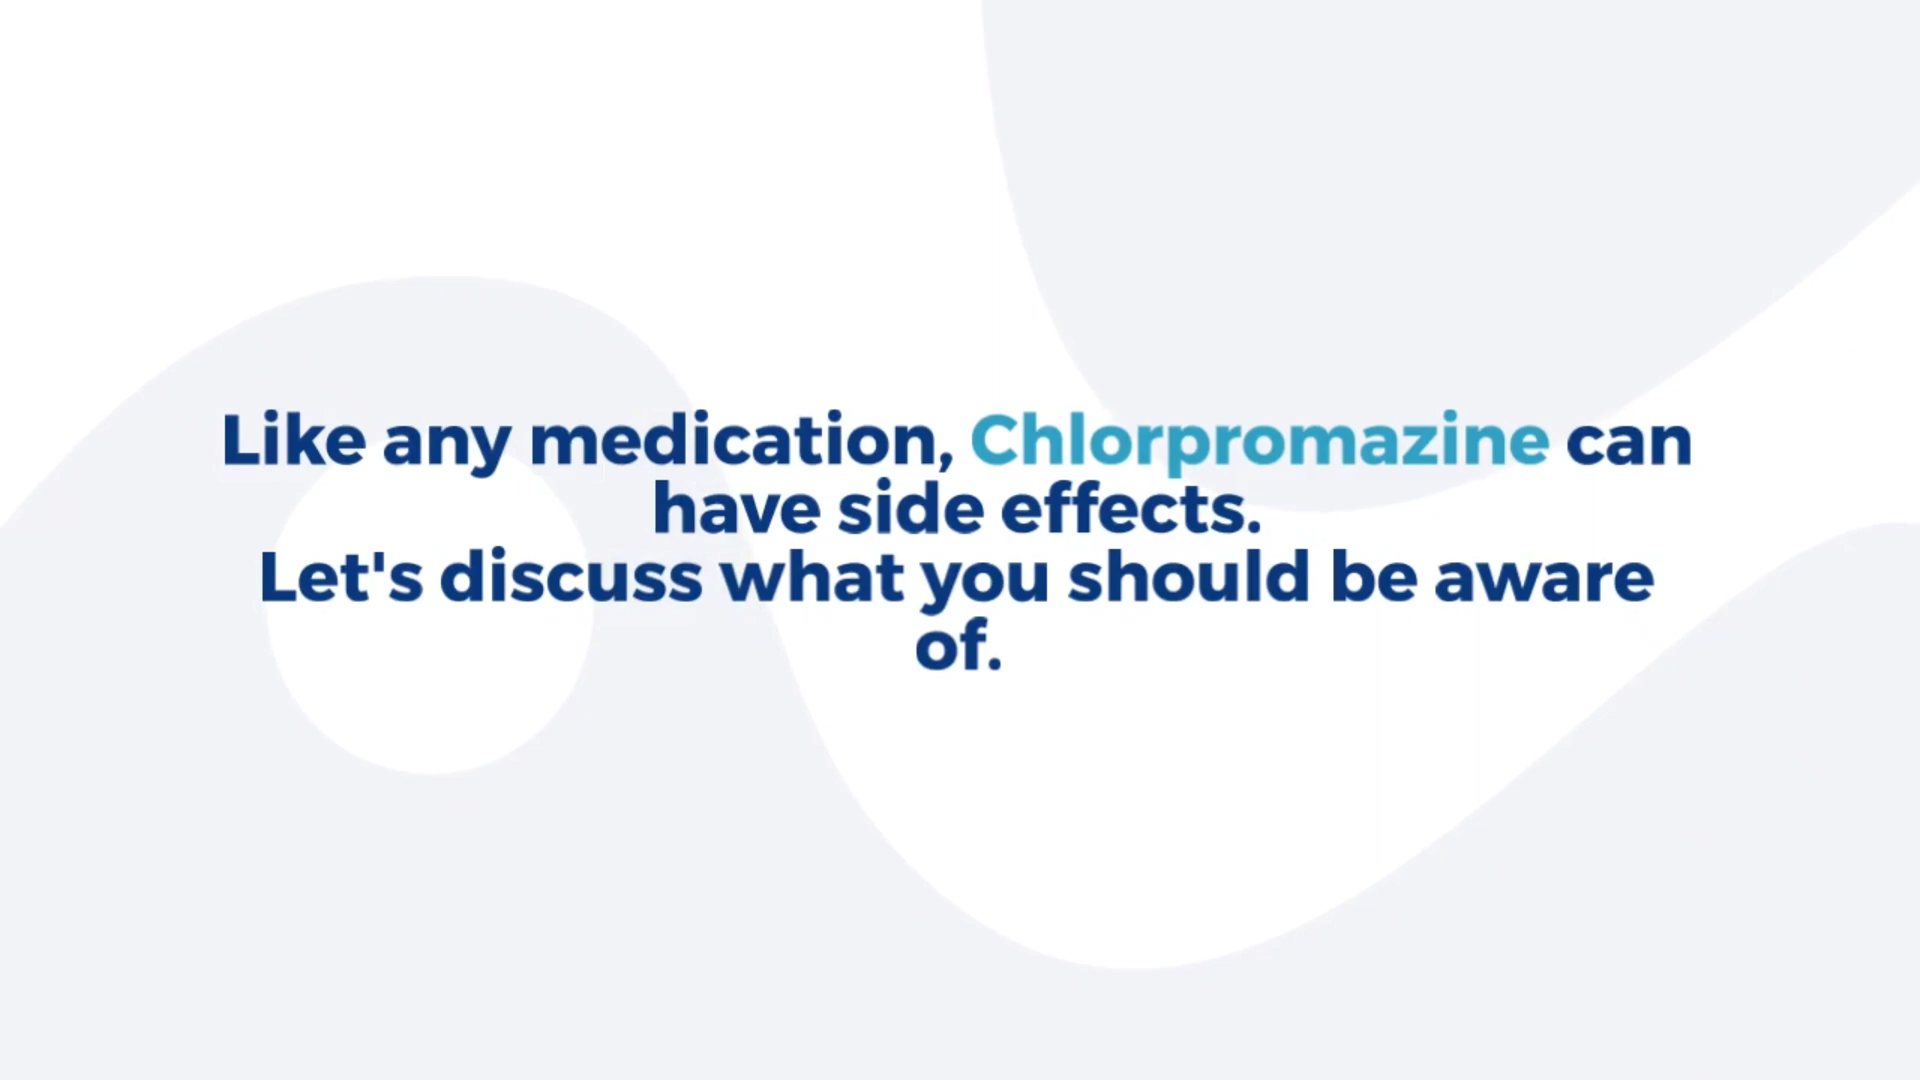 Like any medication, Chlorpromazine can
have side effects.
Let's discuss what you should be aware
of.